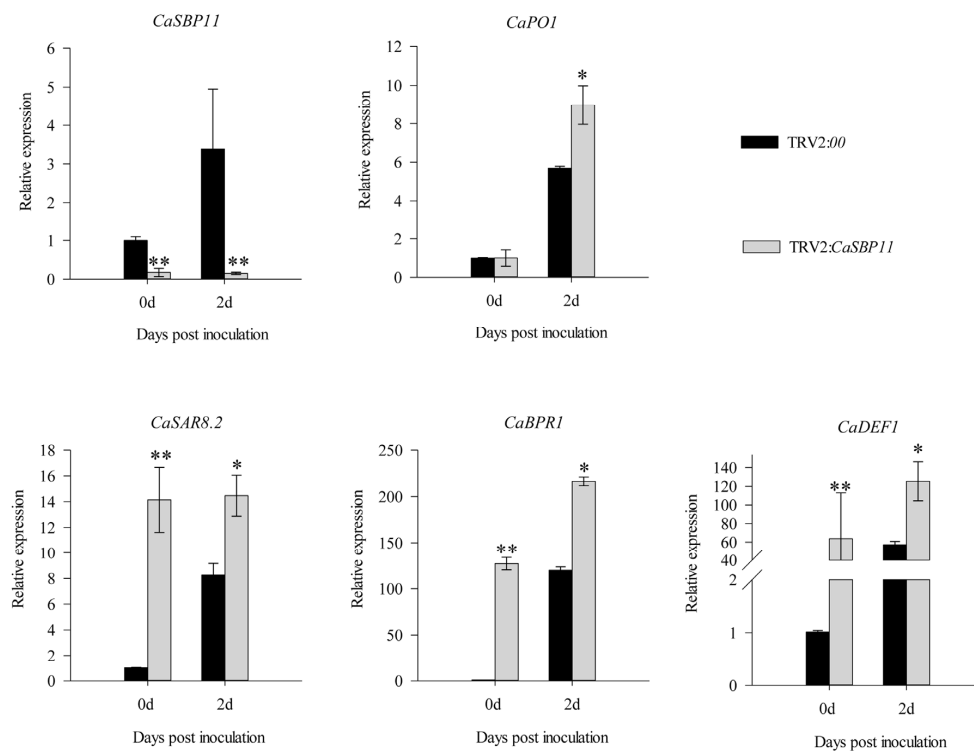 CaSBP11
Relative expression
6
5
4
3
2
1
0
** **
0d 2d
Days post inoculation
CaPO1
Relative expression
12
10
8
6
4
2
0
*
0d 2d
Days post inoculation
TRV2:00
TRV2:CaSBP11
CaSAR8.2
Relative expression
18
16
14
12
10
8
6
4
2
0
** *
0d 2d
Days post inoculation
CaBPR1
Relative expression
250
200
150
100
50
0
** *
0d 2d
Days post inoculation
CaDEF1
Relative expression
140
120
100
80
60
40
2
1
0
** *
0d 2d
Days post inoculation